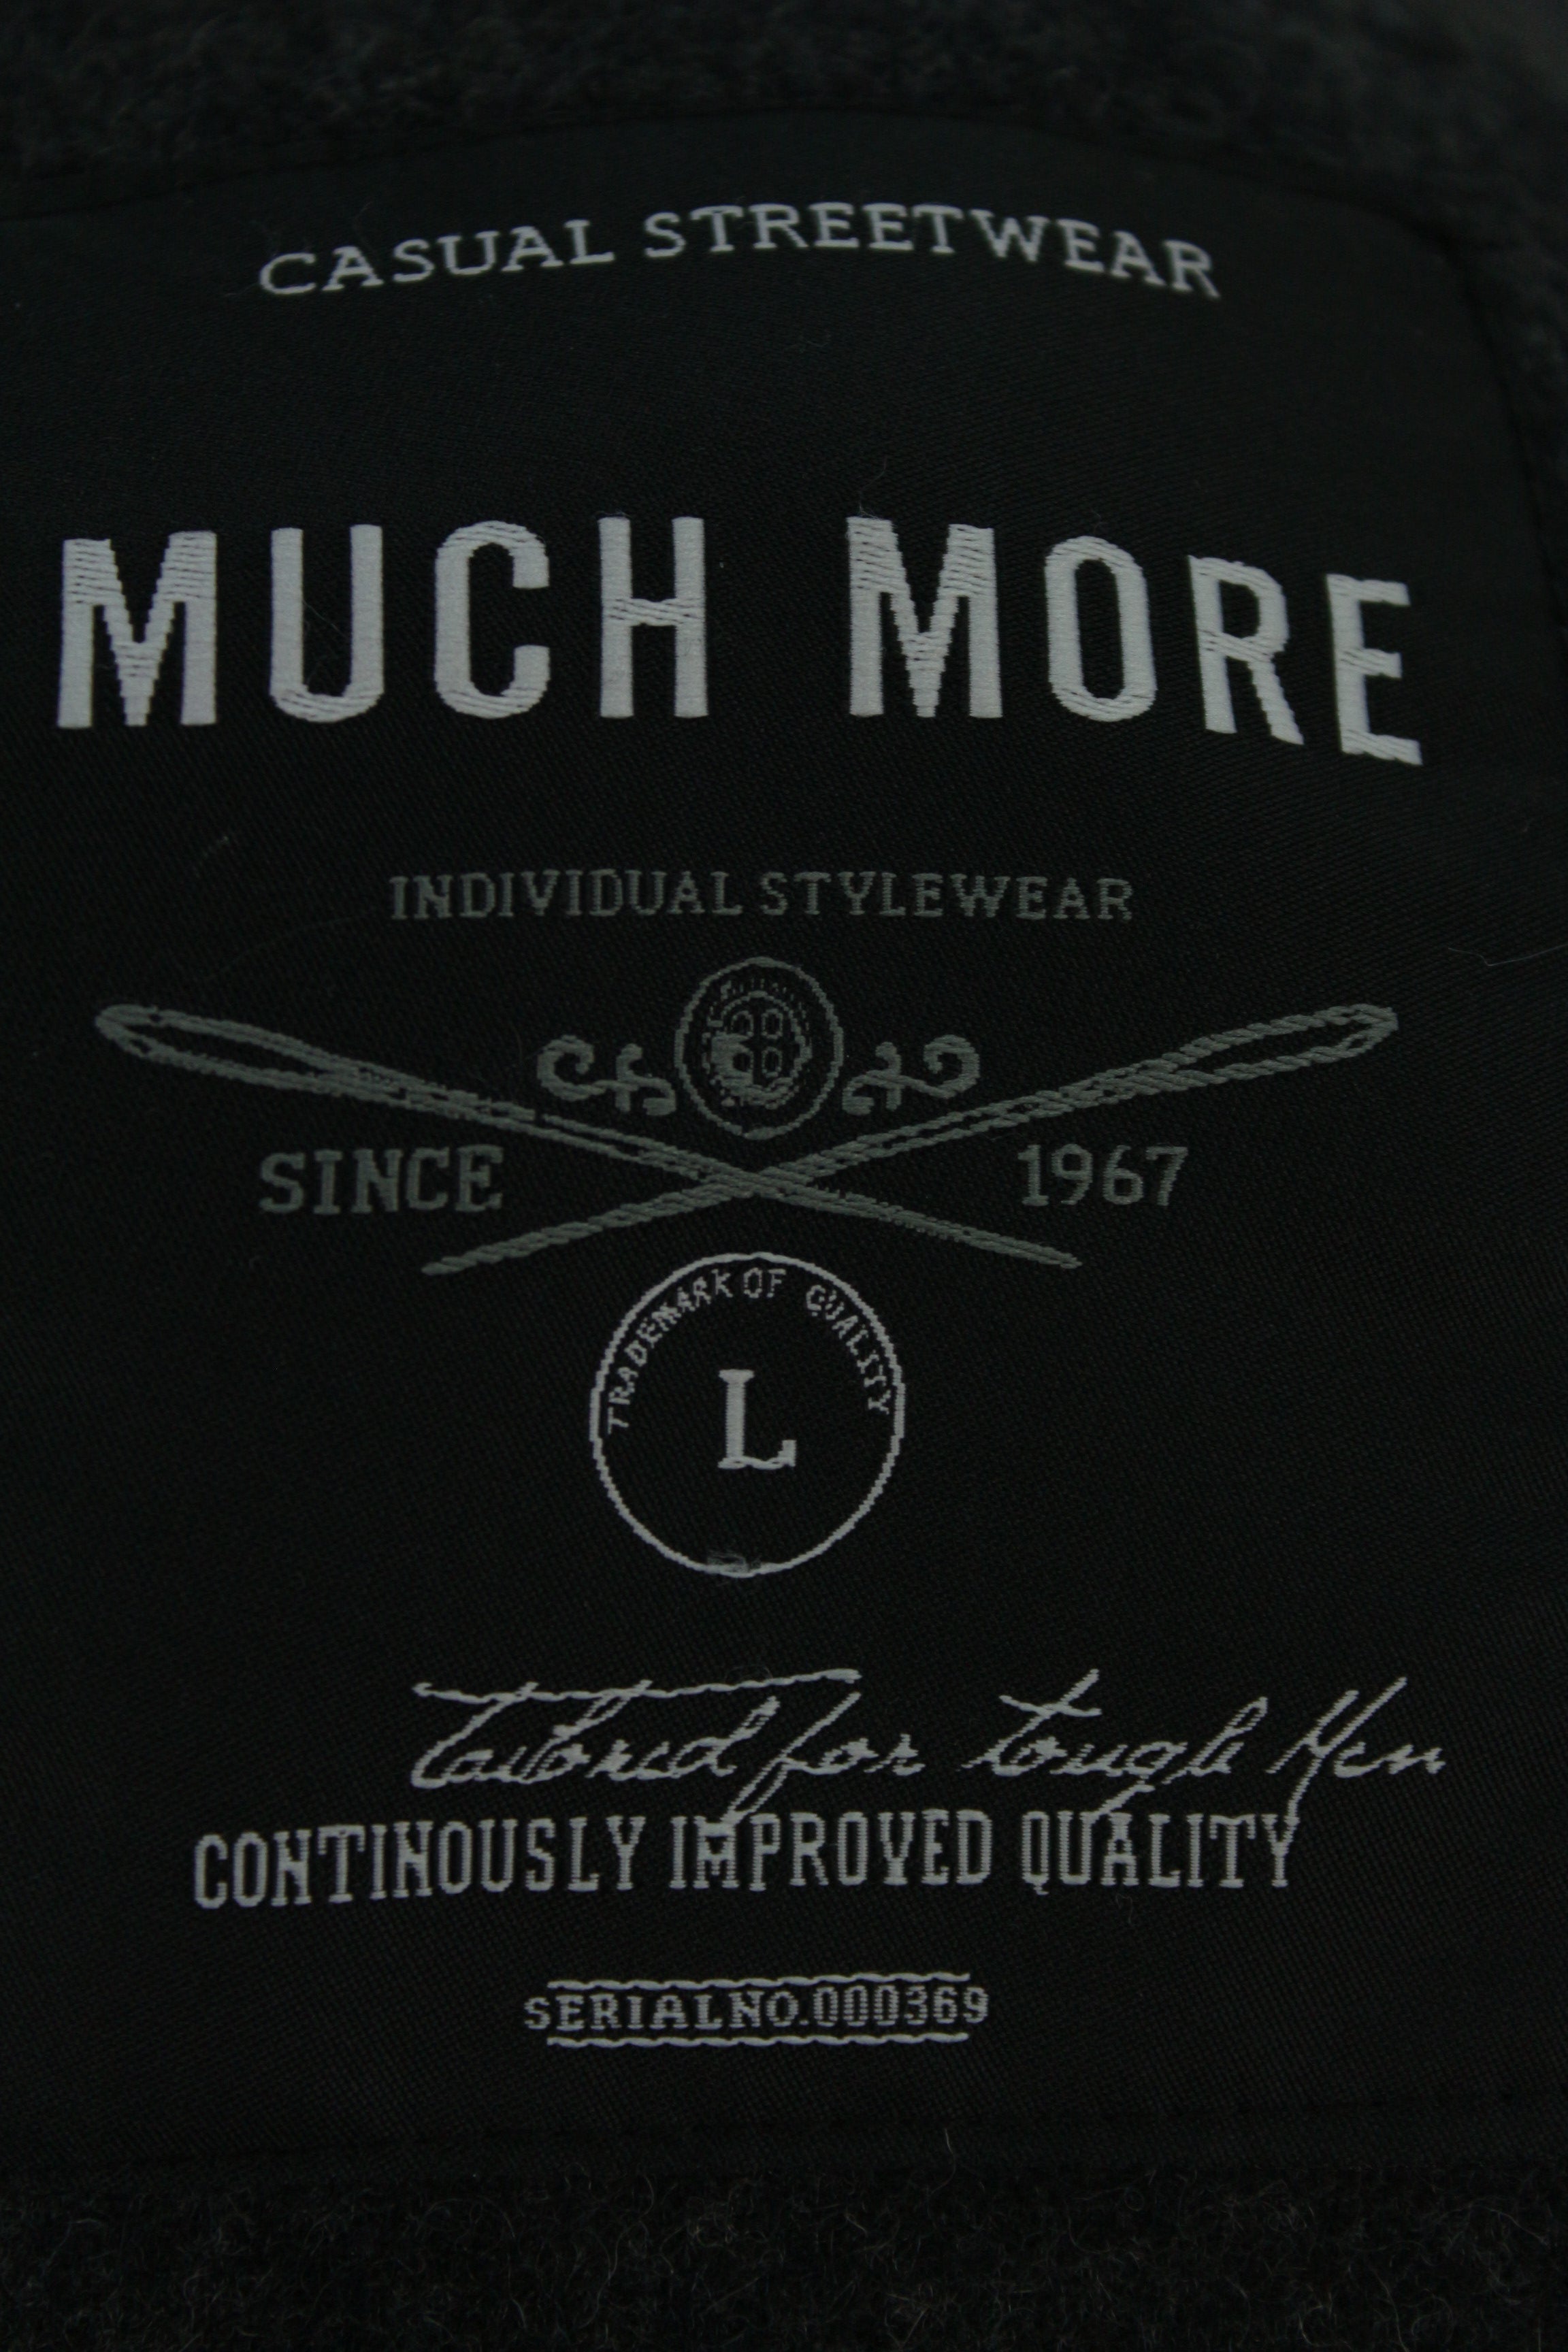 CASUAL STREETWEAR
MUCH MORE
INDIVIDUAL STYLEWEAR
SINCE 1967
TRADEMARK OF QUALITY
L
Tailored for tough Men
CONTINOUSLY IMPROVED QUALITY
SERIALNO.000369